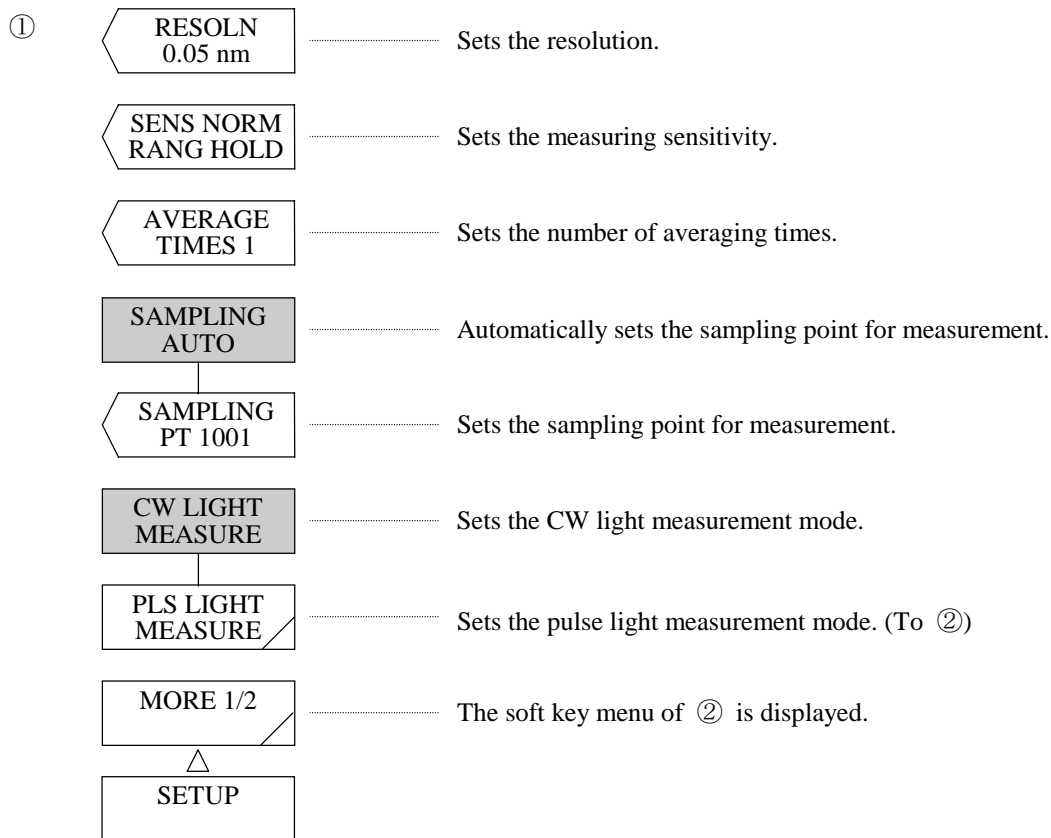 ①
RESOLN
0.05 nm
Sets the resolution.
SENS NORM
RANG HOLD
Sets the measuring sensitivity.
AVERAGE
TIMES 1
Sets the number of averaging times.
SAMPLING
AUTO
Automatically sets the sampling point for measurement.
SAMPLING
PT 1001
Sets the sampling point for measurement.
CW LIGHT
MEASURE
Sets the CW light measurement mode.
PLS LIGHT
MEASURE
Sets the pulse light measurement mode. (To ②)
MORE 1/2
The soft key menu of ② is displayed.
SETUP